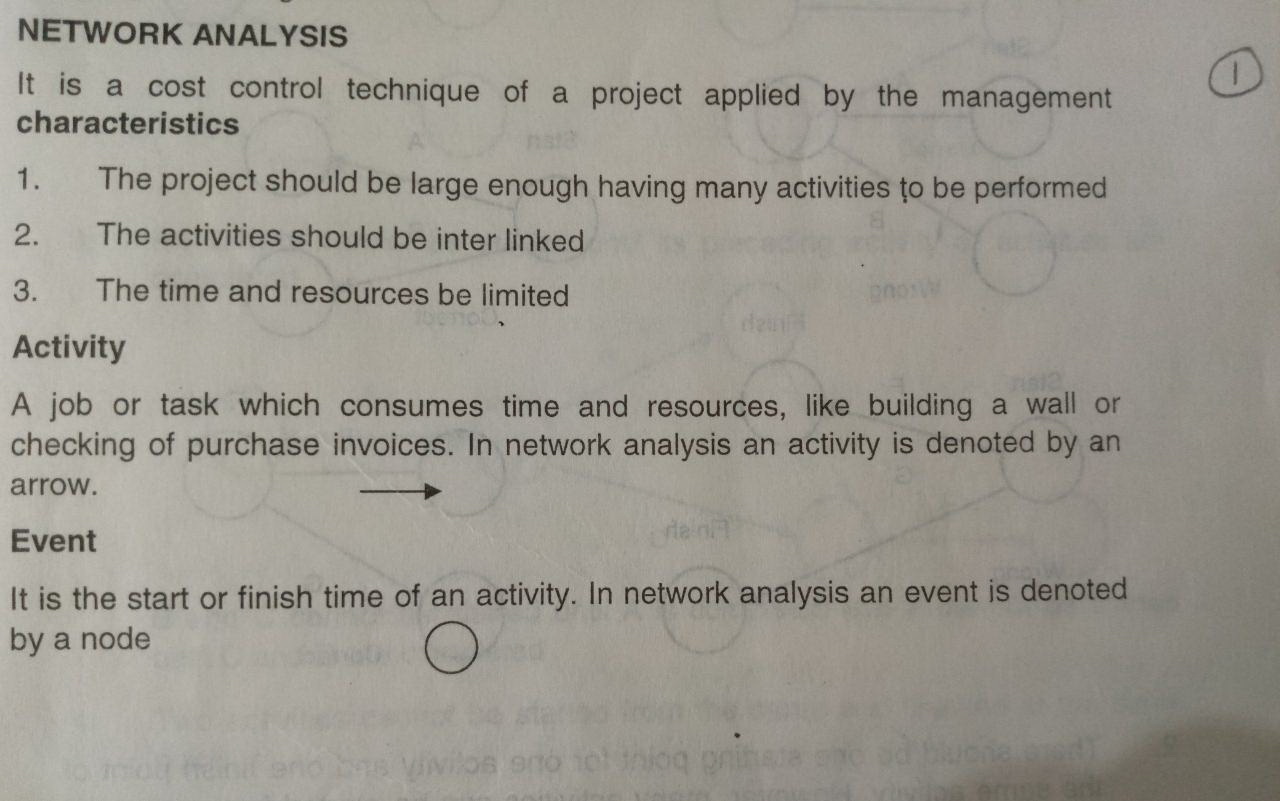 NETWORK ANALYSIS
1
It is a cost control technique of a project applied by the management
characteristics
1. The project should be large enough having many activities to be performed
2. The activities should be inter linked
3. The time and resources be limited
Activity
A job or task which consumes time and resources, like building a wall or
checking of purchase invoices. In network analysis an activity is denoted by an
arrow.
Event
It is the start or finish time of an activity. In network analysis an event is denoted
by a node